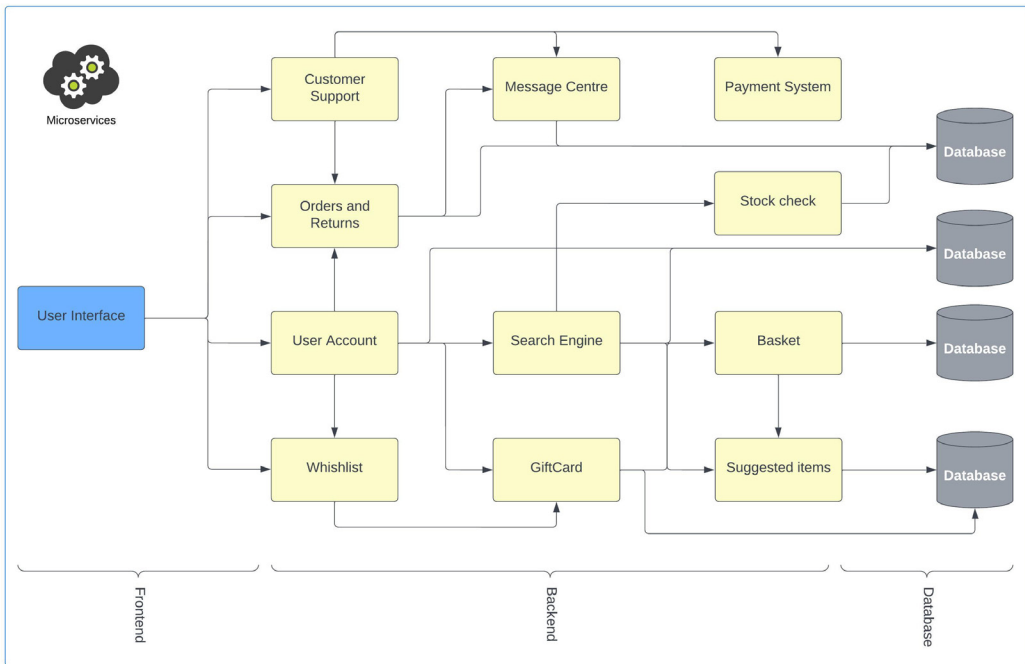 Microservices
Customer
Support
Message Centre
Payment System
Database
Orders and
Returns
Stock check
Database
User Interface
User Account
Search Engine
Basket
Database
Whishlist
GiftCard
Suggested items
Database
Frontend
Backend
Database